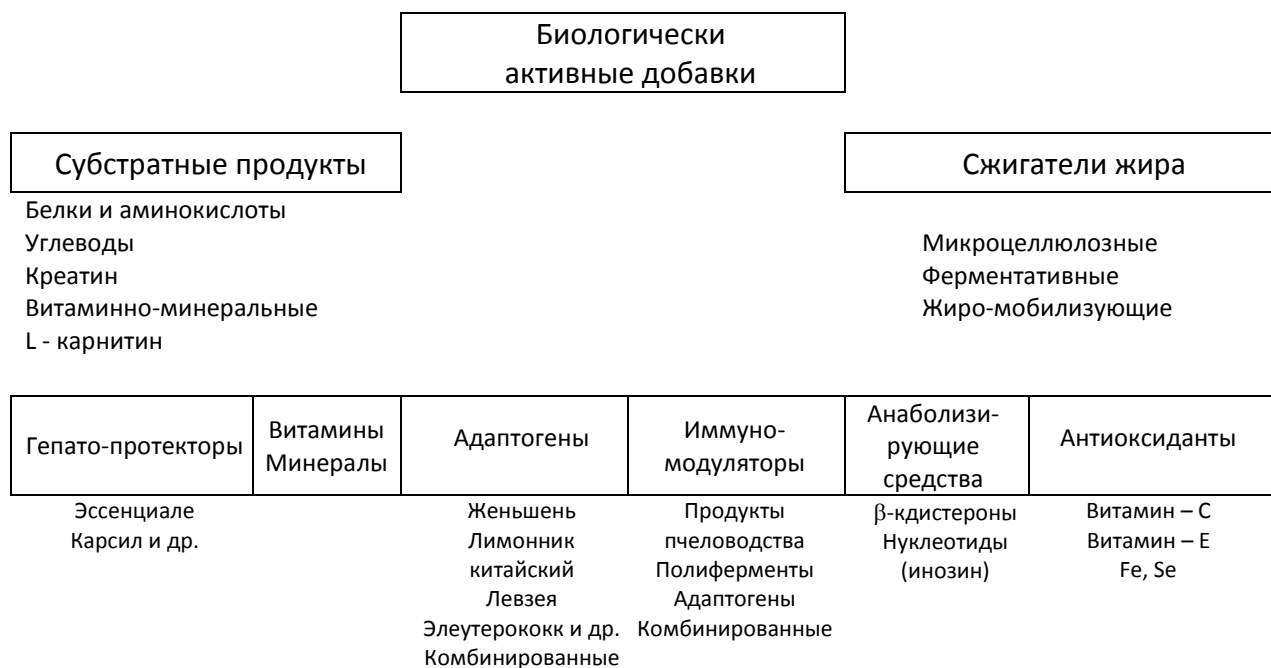 Биологически
активные добавки
Субстратные продукты
Белки и аминокислоты
Углеводы
Креатин
Витаминно-минеральные
L - карнитин
Сжигатели жира
Микроцеллюлозные
Ферментативные
Жиро-мобилизующие
Гепато-протекторы
Эссенциале
Карсил и др.
Витамины
Минералы
Адаптогены
Женьшень
Лимонник
китайский
Левзея
Элеутерококк и др.
Комбинированные
Иммуно-
модуляторы
Продукты
пчеловодства
Полиферменты
Адаптогены
Комбинированные
Анаболизи-
рующие
средства
β-кдистероны
Нуклеотиды
(инозин)
Антиоксиданты
Витамин – С
Витамин – Е
Fe, Se